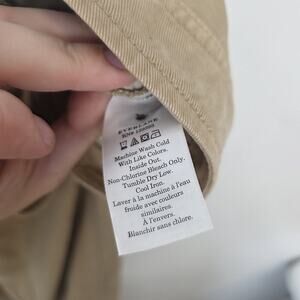 EVERLANE
Machine Wash Cold
With Like Colors.
Inside Out.
Non-Chlorine Bleach Only.
Tumble Dry Low.
Cool Iron.
Laver à la machine à l'eau
froide avec couleurs
similaires.
À l'envers.
Blanchir sans chlore.